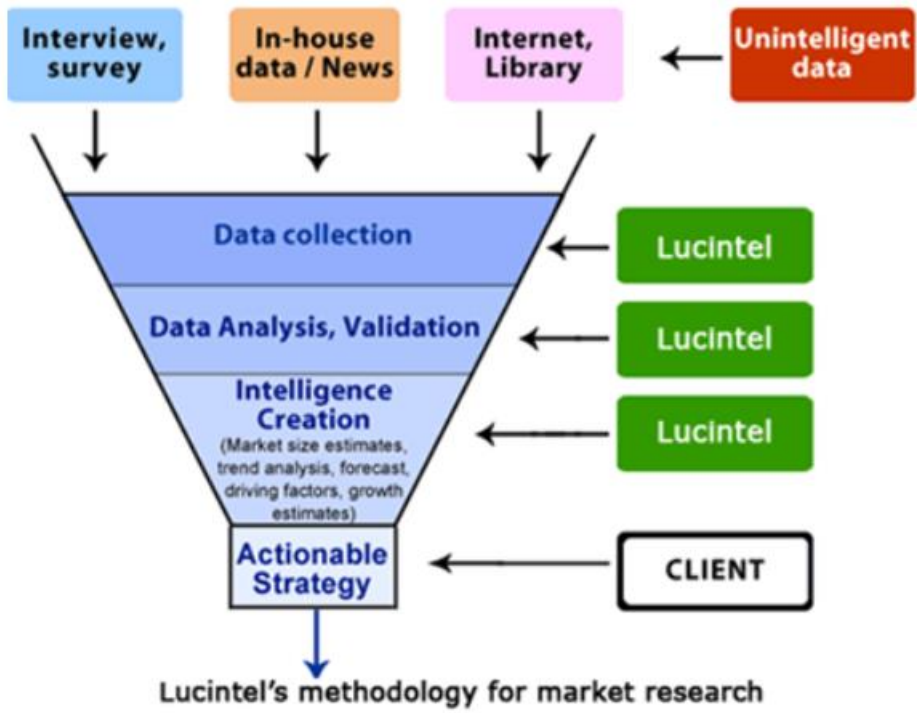 Interview,
survey
In-house
data / News
Internet,
Library
Unintelligent
data
Data collection
Lucintel
Data Analysis, Validation
Lucintel
Intelligence
Creation
(Market size estimates,
trend analysis, forecast,
driving factors, growth
estimates)
Lucintel
Actionable
Strategy
CLIENT
Lucintel's methodology for market research